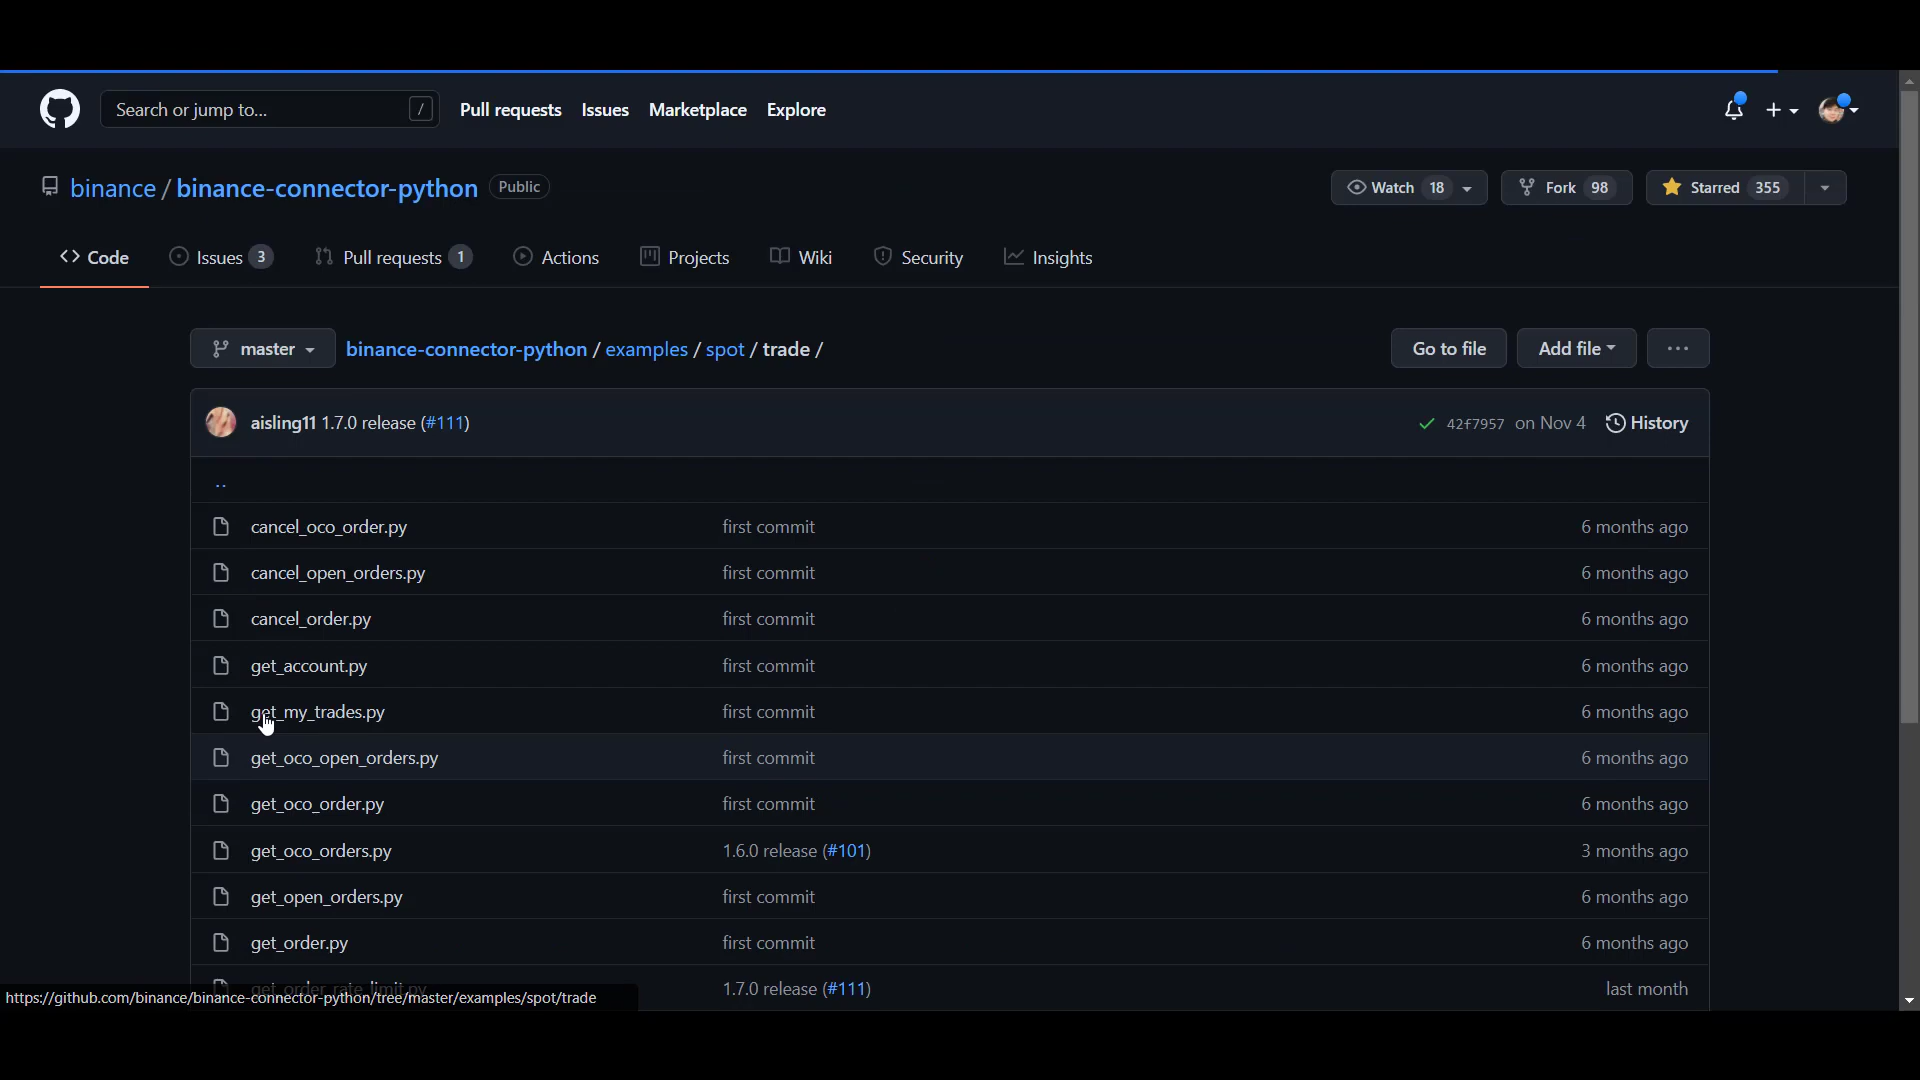 Search or jump to... / Pull requests Issues Marketplace Explore
binance / binance-connector-python Public Watch 18 Fork 98 Starred 355
<> Code Issues 3 Pull requests 1 Actions Projects Wiki Security Insights
master binance-connector-python / examples / spot / trade / Go to file Add file ...
aisling11 1.7.0 release (#111) 42f7957 on Nov 4 History
..
cancel_oco_order.py first commit 6 months ago
cancel_open_orders.py first commit 6 months ago
cancel_order.py first commit 6 months ago
get_account.py first commit 6 months ago
get_my_trades.py first commit 6 months ago
get_oco_open_orders.py first commit 6 months ago
get_oco_order.py first commit 6 months ago
get_oco_orders.py 1.6.0 release (#101) 3 months ago
get_open_orders.py first commit 6 months ago
get_order.py first commit 6 months ago
get_order_rate_limit.py 1.7.0 release (#111) last month
https://github.com/binance/binance-connector-python/tree/master/examples/spot/trade